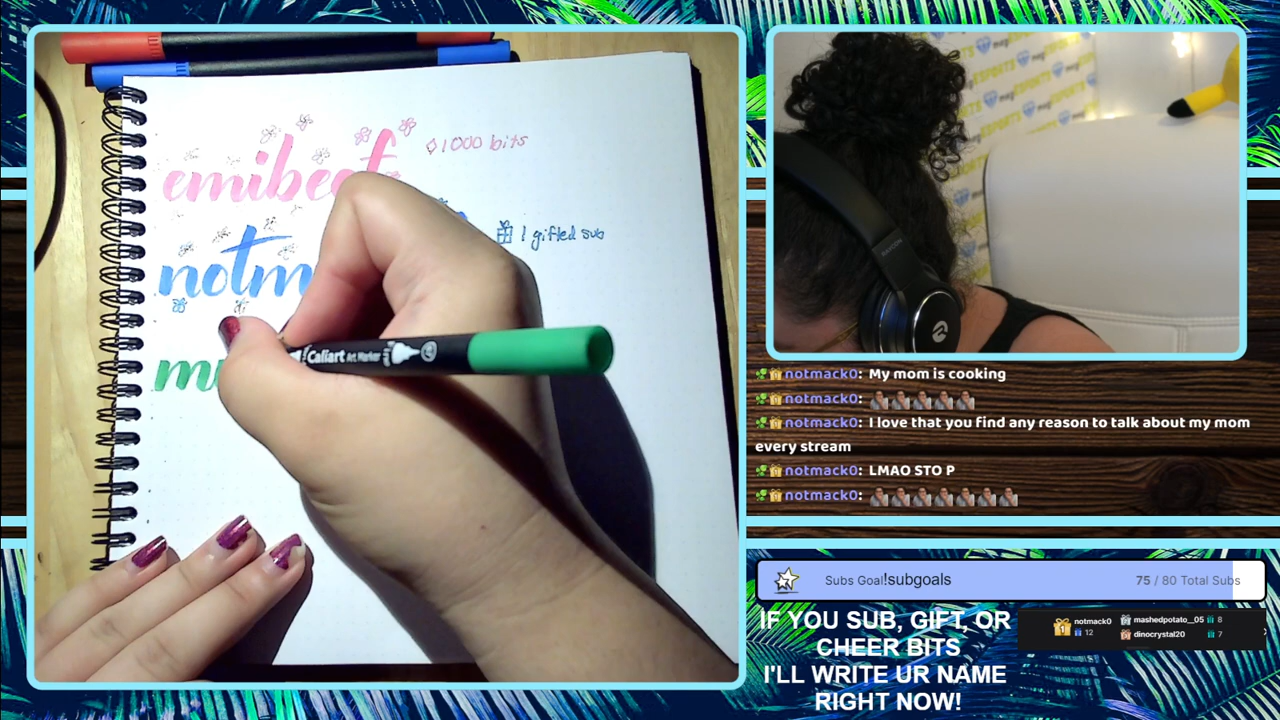 emibeef
1000 bits
notm
1 gifted sub
Caliart Art Marker
notmack0: My mom is cooking
notmack0:
notmack0: I love that you find any reason to talk about my mom
every stream
notmack0: LMAO STO P
notmack0:
Subs Goal!subgoals 75 / 80 Total Subs
IF YOU SUB, GIFT, OR
CHEER BITS
I'LL WRITE UR NAME
RIGHT NOW!
notmack0 12
mashedpotato__05 8
dinocrystal20 7